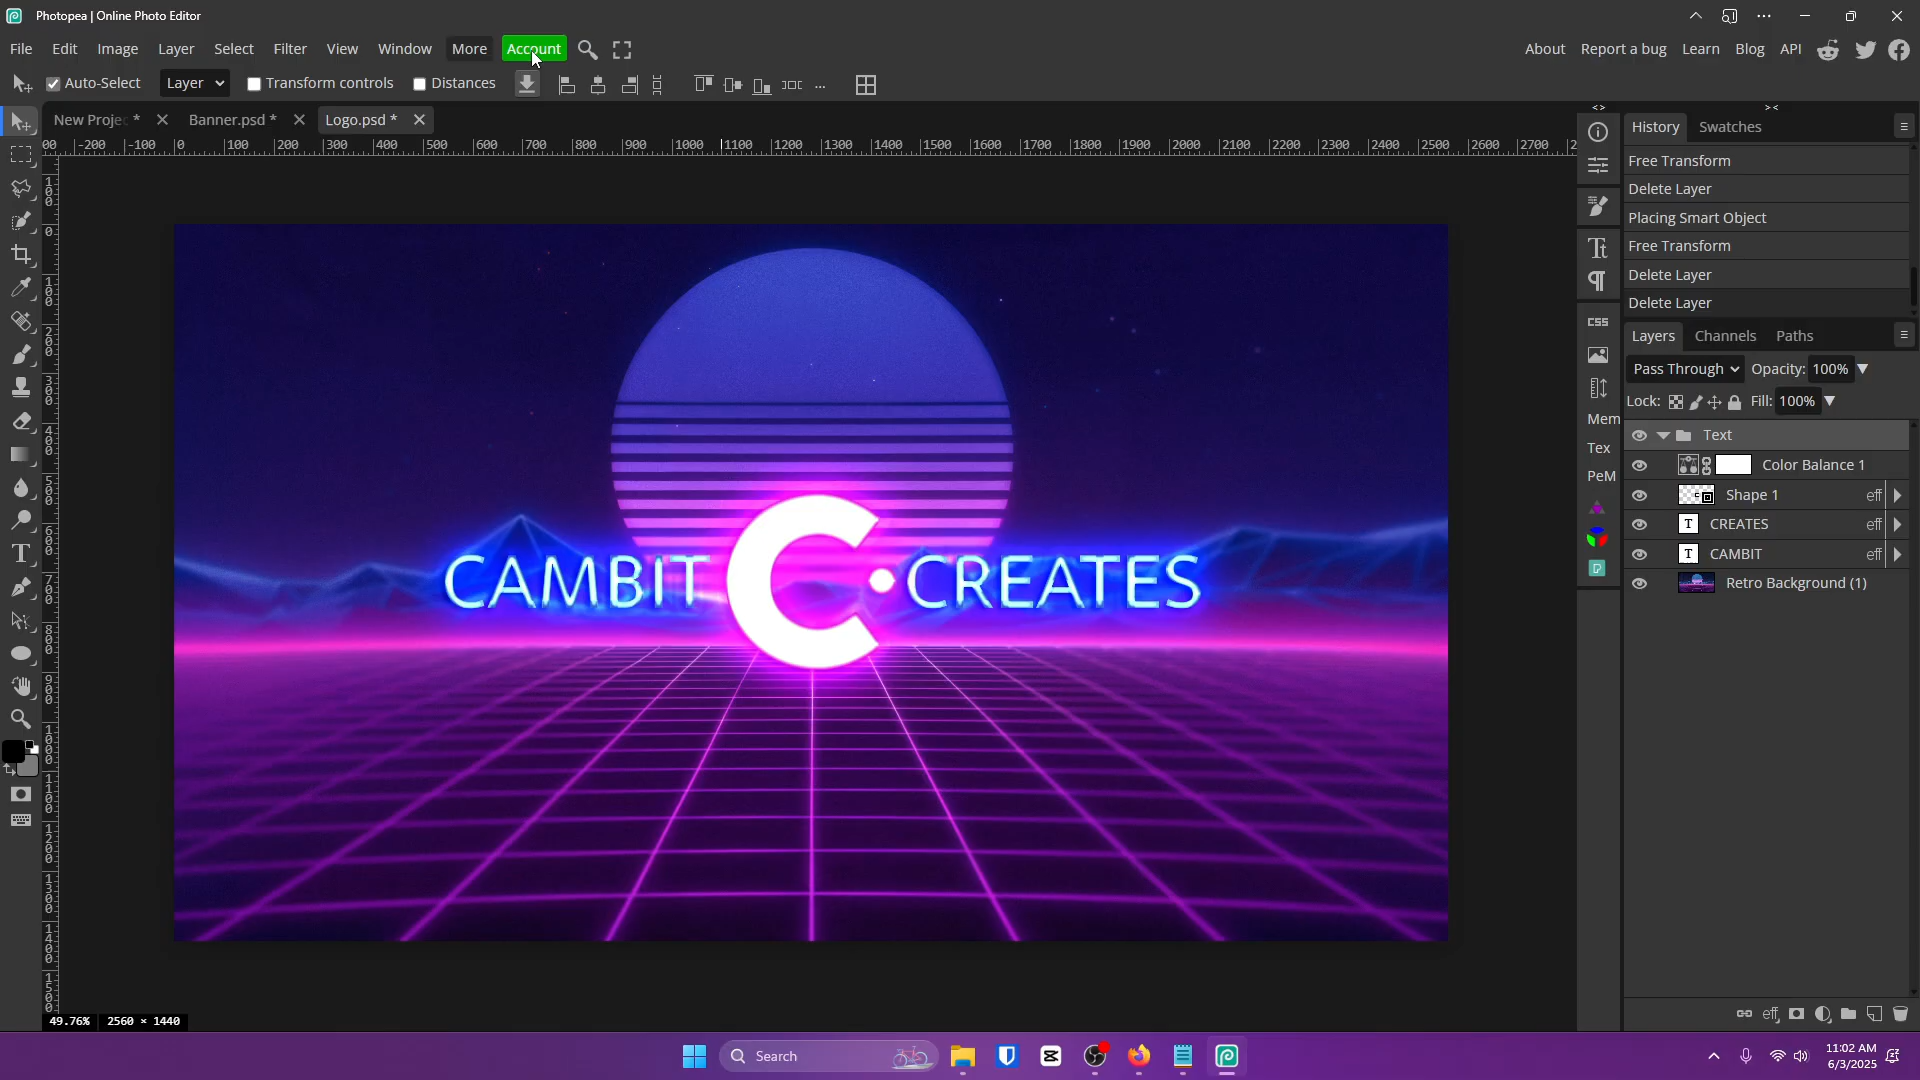 Photopea | Online Photo Editor
File Edit Image Layer Select Filter View Window More Account
About Report a bug Learn Blog API
Auto-Select Layer Transform controls Distances
New Projec * Banner.psd * Logo.psd *
00 -200 -100 0 100 200 300 400 500 600 700 800 900 1000 1100 1200 1300 1400 1500 1600 1700 1800 1900 2000 2100 2200 2300 2400 2500 2600 2700 2
History Swatches
Free Transform
Delete Layer
Placing Smart Object
Free Transform
Delete Layer
Delete Layer
CSS
Mem
Tex
PeM
Layers Channels Paths
Pass Through Opacity: 100%
Lock: Fill: 100%
Text
Color Balance 1
Shape 1 eff
CREATES eff
CAMBIT eff
Retro Background (1)
CAMBIT C CREATES
eff
49.76% 2560 × 1440
Search
11:02 AM
6/3/2025